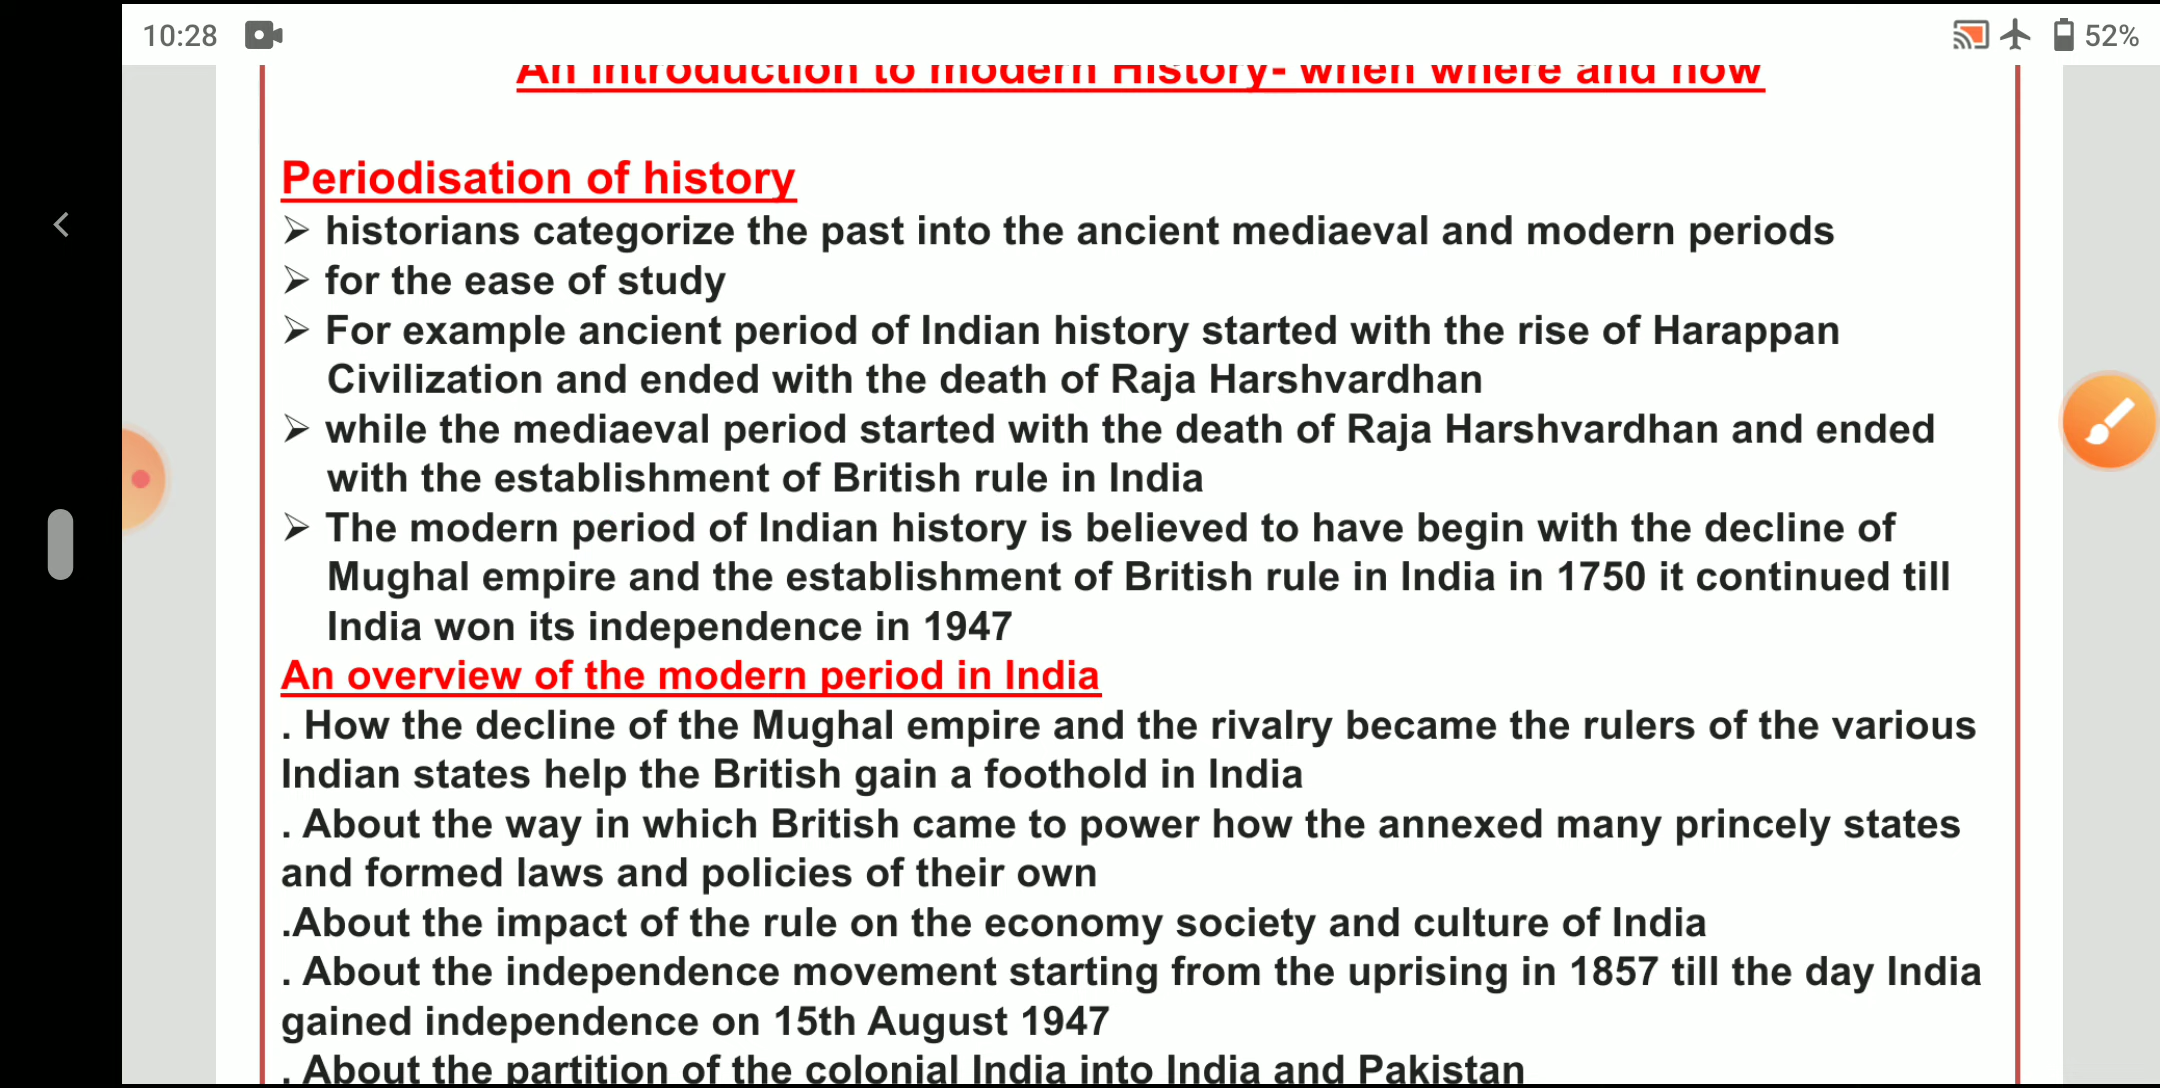 10:28
52%
An introduction to modern History- when where and how
Periodisation of history
➢ historians categorize the past into the ancient mediaeval and modern periods
➢ for the ease of study
➢ For example ancient period of Indian history started with the rise of Harappan
Civilization and ended with the death of Raja Harshvardhan
➢ while the mediaeval period started with the death of Raja Harshvardhan and ended
with the establishment of British rule in India
➢ The modern period of Indian history is believed to have begin with the decline of
Mughal empire and the establishment of British rule in India in 1750 it continued till
India won its independence in 1947
An overview of the modern period in India
. How the decline of the Mughal empire and the rivalry became the rulers of the various
Indian states help the British gain a foothold in India
. About the way in which British came to power how the annexed many princely states
and formed laws and policies of their own
.About the impact of the rule on the economy society and culture of India
. About the independence movement starting from the uprising in 1857 till the day India
gained independence on 15th August 1947
. About the partition of the colonial India into India and Pakistan